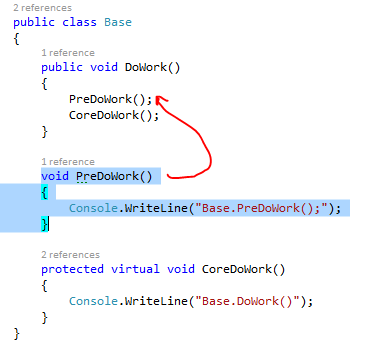 2 references
public class Base
{
1 reference
public void DoWork()
{
PreDoWork();
CoreDoWork();
}
1 reference
void PreDoWork()
{
Console.WriteLine("Base.PreDoWork();");
}
2 references
protected virtual void CoreDoWork()
{
Console.WriteLine("Base.DoWork()");
}
}